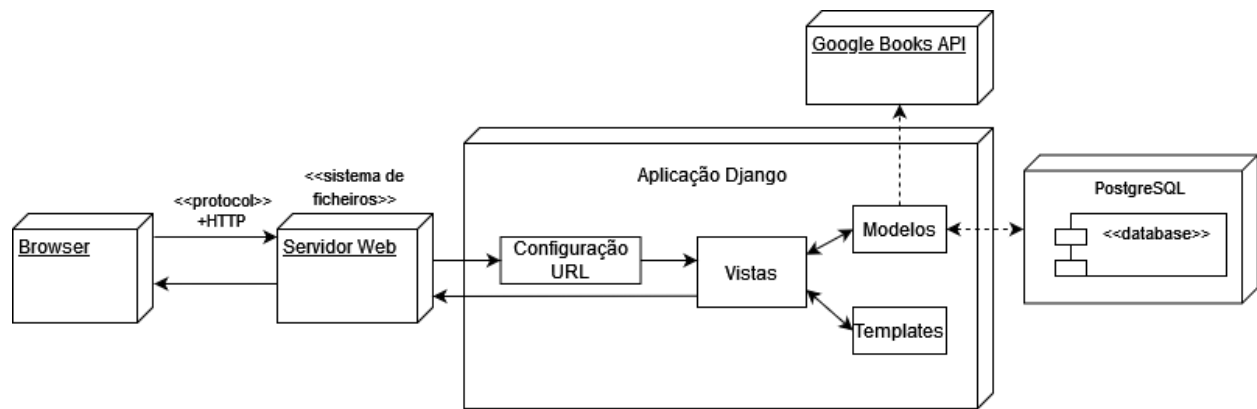 Google Books API
Aplicação Django
<<sistema de
ficheiros>>
<<protocol>>
+HTTP
Browser
Servidor Web
Configuração
URL
Vistas
Modelos
Templates
PostgreSQL
<<database>>